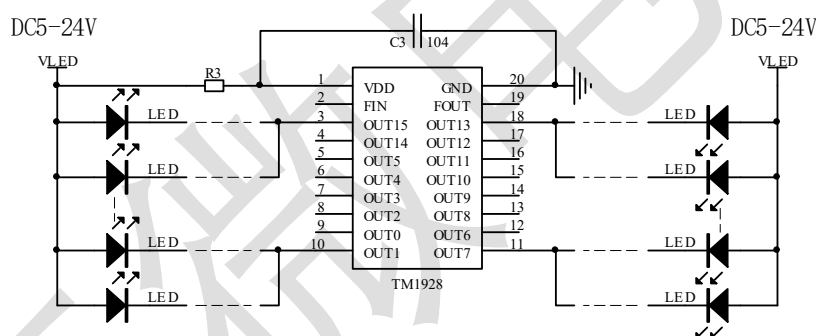 DC5-24V
DC5-24V
C3 104
VLED
VLED
R3
1 VDD GND 20
2 FIN FOUT 19
LED 3 OUT15 OUT13 18 LED
4 OUT14 OUT12 17
5 OUT5 OUT11 16
LED 6 OUT4 OUT10 15 LED
7 OUT3 OUT9 14
8 OUT2 OUT8 13
9 OUT0 OUT6 12
LED 10 OUT1 OUT7 11 LED
TM1928
LED LED